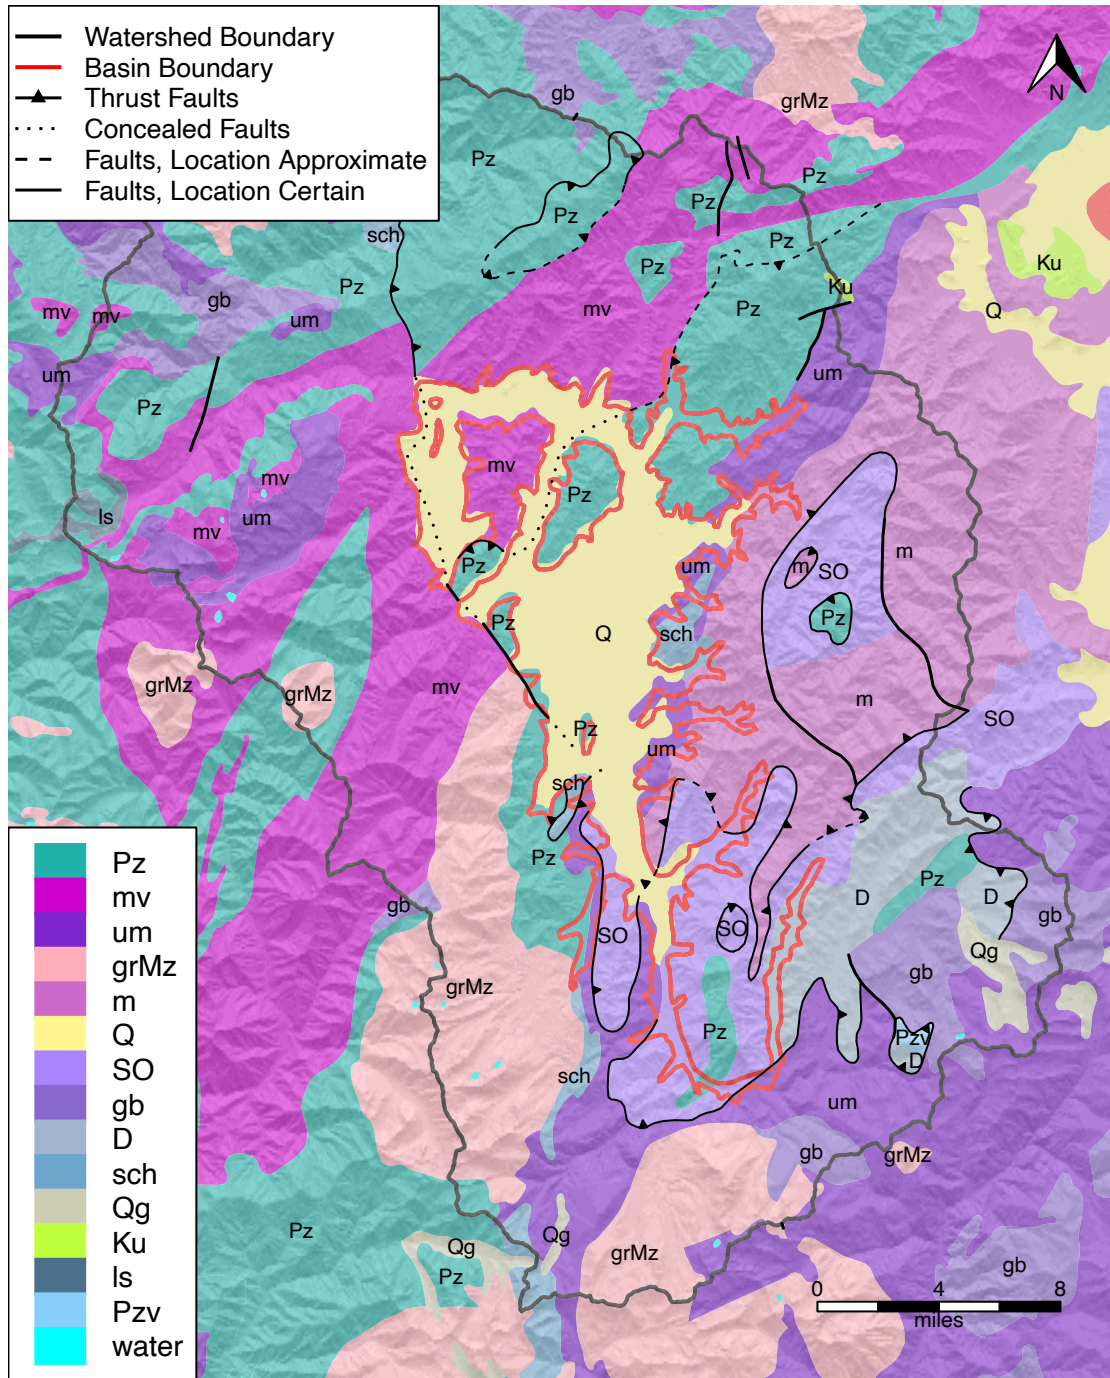 Watershed Boundary
Basin Boundary
Thrust Faults
Concealed Faults
Faults, Location Approximate
Faults, Location Certain
N
gb
grMz
Pz
Pz
Pz
Pz
sch
Pz
Pz
Ku
Pz
Ku
gb
mv
Pz
Q
mv
mv
um
um
um
Pz
mv
Pz
mv
ls
um
mv
m
Pz
um
m
SO
Pz
Pz
Q
sch
grMz
grMz
mv
m
SO
Pz
um
sch
Pz
Pz
D
D
gb
gb
SO
SO
Qg
gb
grMz
Pz
Pzv
D
sch
um
gb
grMz
Pz
Qg
Qg
grMz
Pz
gb
Pz
mv
um
grMz
m
Q
SO
gb
D
sch
Qg
Ku
ls
Pzv
water
0 4 8
miles